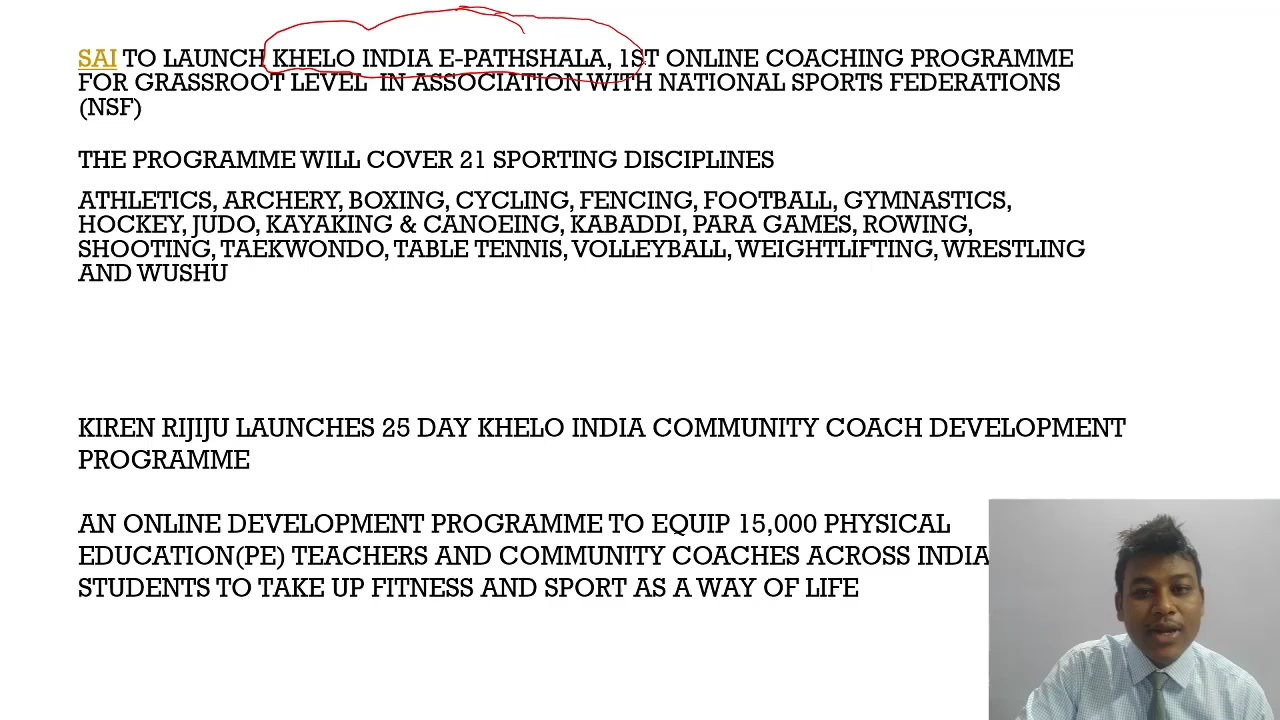 SAI TO LAUNCH KHELO INDIA E-PATHSHALA, 1ST ONLINE COACHING PROGRAMME
FOR GRASSROOT LEVEL IN ASSOCIATION WITH NATIONAL SPORTS FEDERATIONS
(NSF)
THE PROGRAMME WILL COVER 21 SPORTING DISCIPLINES
ATHLETICS, ARCHERY, BOXING, CYCLING, FENCING, FOOTBALL, GYMNASTICS,
HOCKEY, JUDO, KAYAKING & CANOEING, KABADDI, PARA GAMES, ROWING,
SHOOTING, TAEKWONDO, TABLE TENNIS, VOLLEYBALL, WEIGHTLIFTING, WRESTLING
AND WUSHU
KIREN RIJIJU LAUNCHES 25 DAY KHELO INDIA COMMUNITY COACH DEVELOPMENT
PROGRAMME
AN ONLINE DEVELOPMENT PROGRAMME TO EQUIP 15,000 PHYSICAL
EDUCATION(PE) TEACHERS AND COMMUNITY COACHES ACROSS INDIA
STUDENTS TO TAKE UP FITNESS AND SPORT AS A WAY OF LIFE